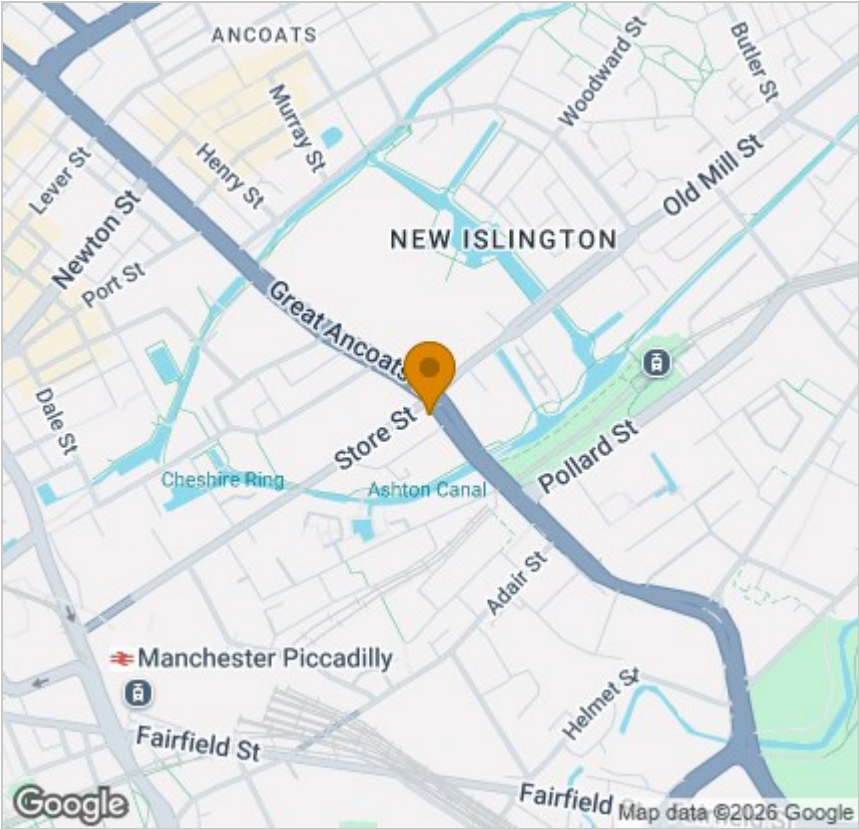 ANCOATS
Woodward St
Butler St
Murray St
Henry St
Lever St
Old Mill St
Newton St
NEW ISLINGTON
Port St
Great Ancoats
Dale St
Store St
Pollard St
Cheshire Ring
Ashton Canal
Adair St
Manchester Piccadilly
Helmet St
Fairfield St
Fairfield
Google
Map data ©2026 Google